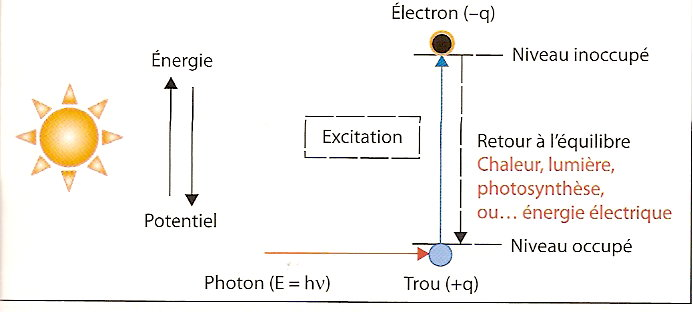 Électron (–q)
Énergie
Niveau inoccupé
Excitation
Retour à l'équilibre
Chaleur, lumière,
photosynthèse,
ou... énergie électrique
Potentiel
Niveau occupé
Photon (E = hν)
Trou (+q)